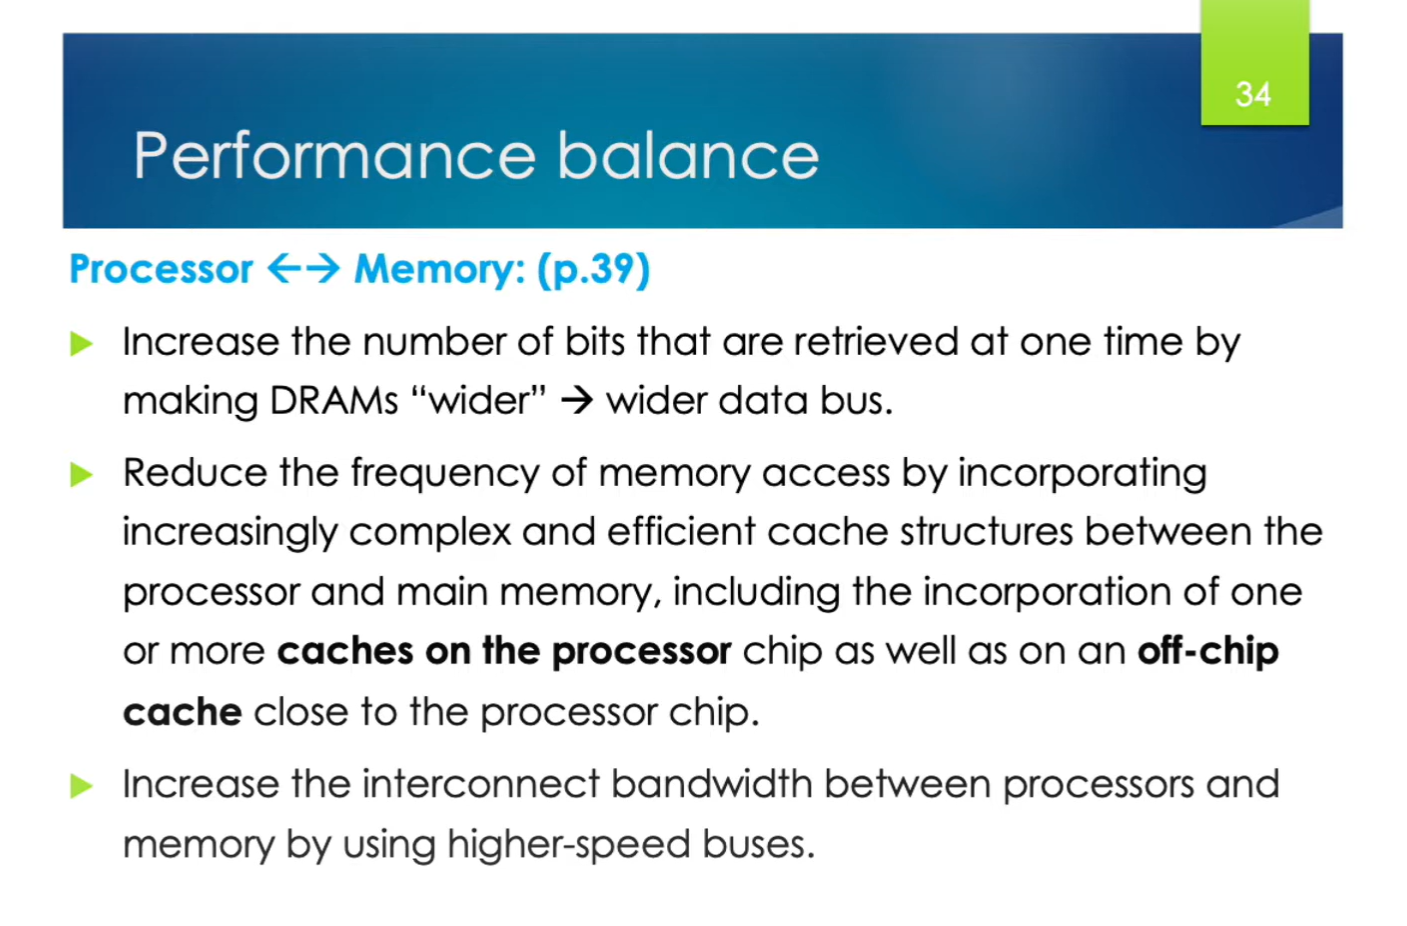 34
Performance balance
Processor ←→ Memory: (p.39)
Increase the number of bits that are retrieved at one time by
making DRAMs “wider” → wider data bus.
Reduce the frequency of memory access by incorporating
increasingly complex and efficient cache structures between the
processor and main memory, including the incorporation of one
or more caches on the processor chip as well as on an off-chip
cache close to the processor chip.
Increase the interconnect bandwidth between processors and
memory by using higher-speed buses.